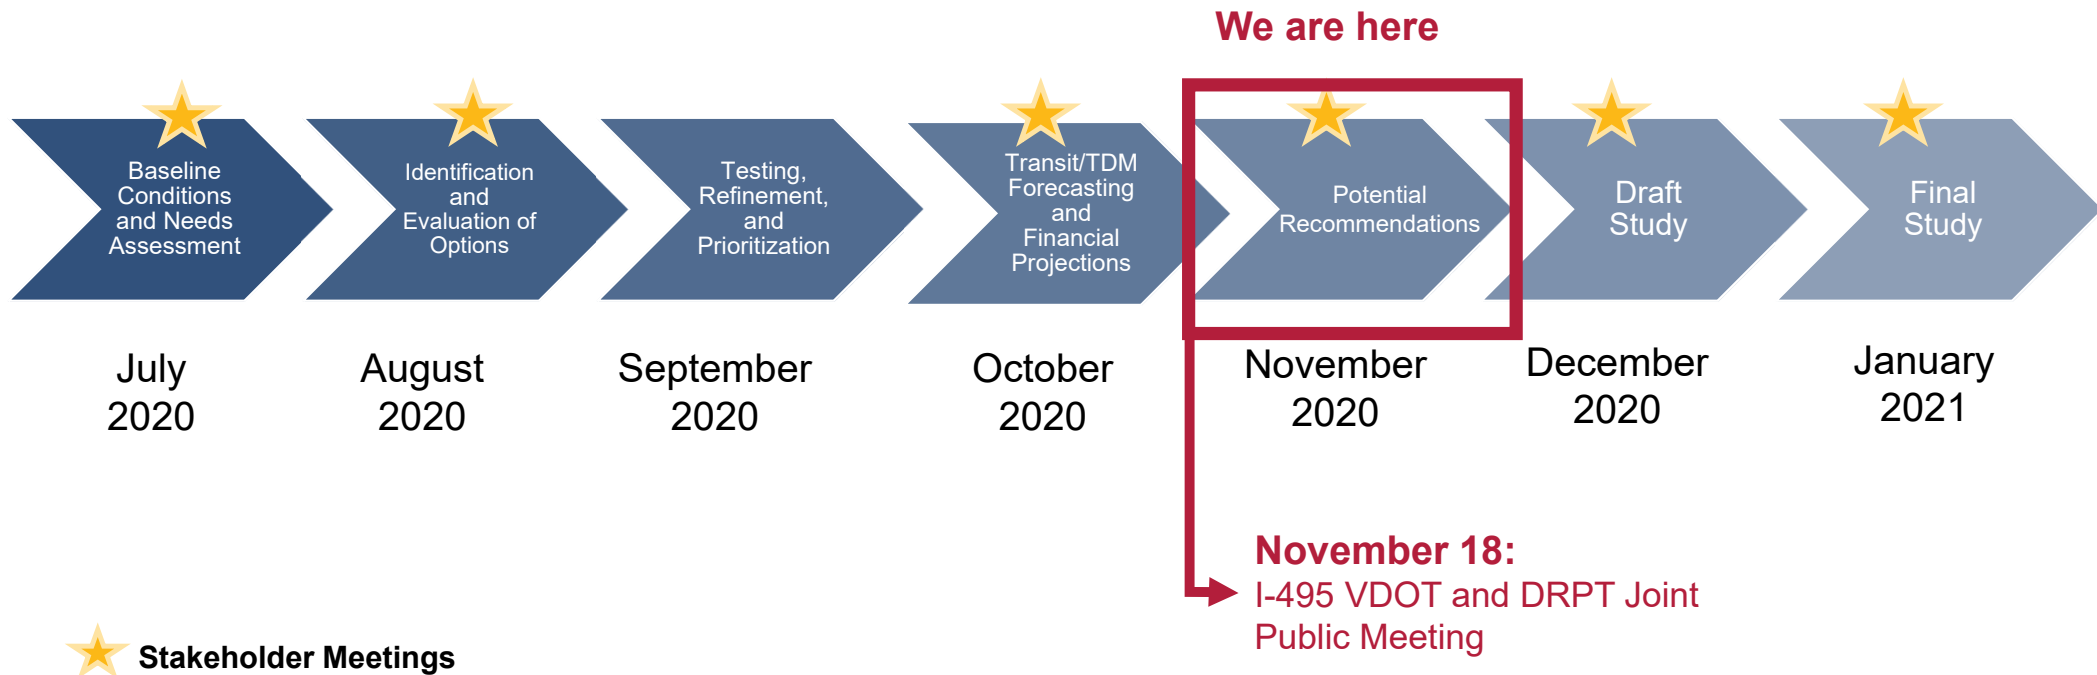 We are here
Baseline
Conditions
and Needs
Assessment
Identification
and
Evaluation of
Options
Testing,
Refinement,
and
Prioritization
Transit/TDM
Forecasting
and
Financial
Projections
Potential
Recommendations
Draft
Study
Final
Study
July
2020
August
2020
September
2020
October
2020
November
2020
December
2020
January
2021
November 18:
I-495 VDOT and DRPT Joint
Public Meeting
Stakeholder Meetings